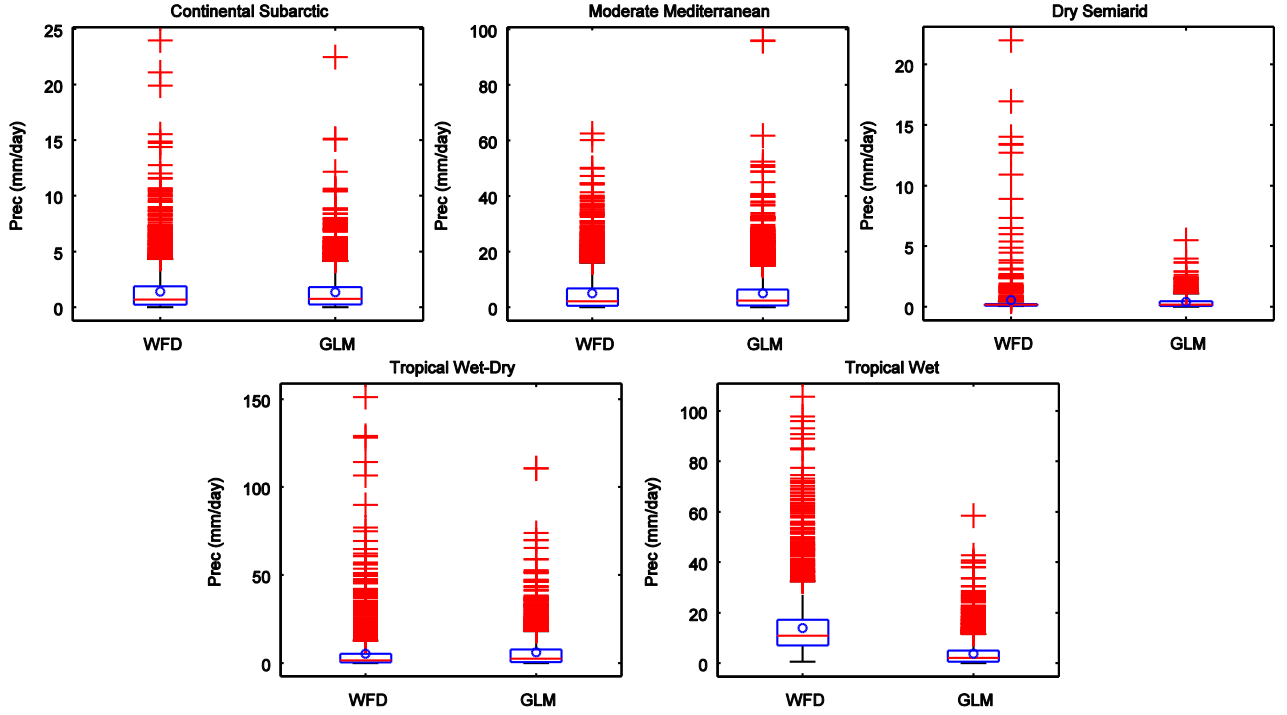 Continental Subarctic
Moderate Mediterranean
Dry Semiarid
Prec (mm/day)
25
20
15
10
5
0
WFD
GLM
Prec (mm/day)
100
80
60
40
20
0
WFD
GLM
Prec (mm/day)
20
15
10
5
0
WFD
GLM
Tropical Wet-Dry
Tropical Wet
Prec (mm/day)
150
100
50
0
WFD
GLM
Prec (mm/day)
100
80
60
40
20
0
WFD
GLM